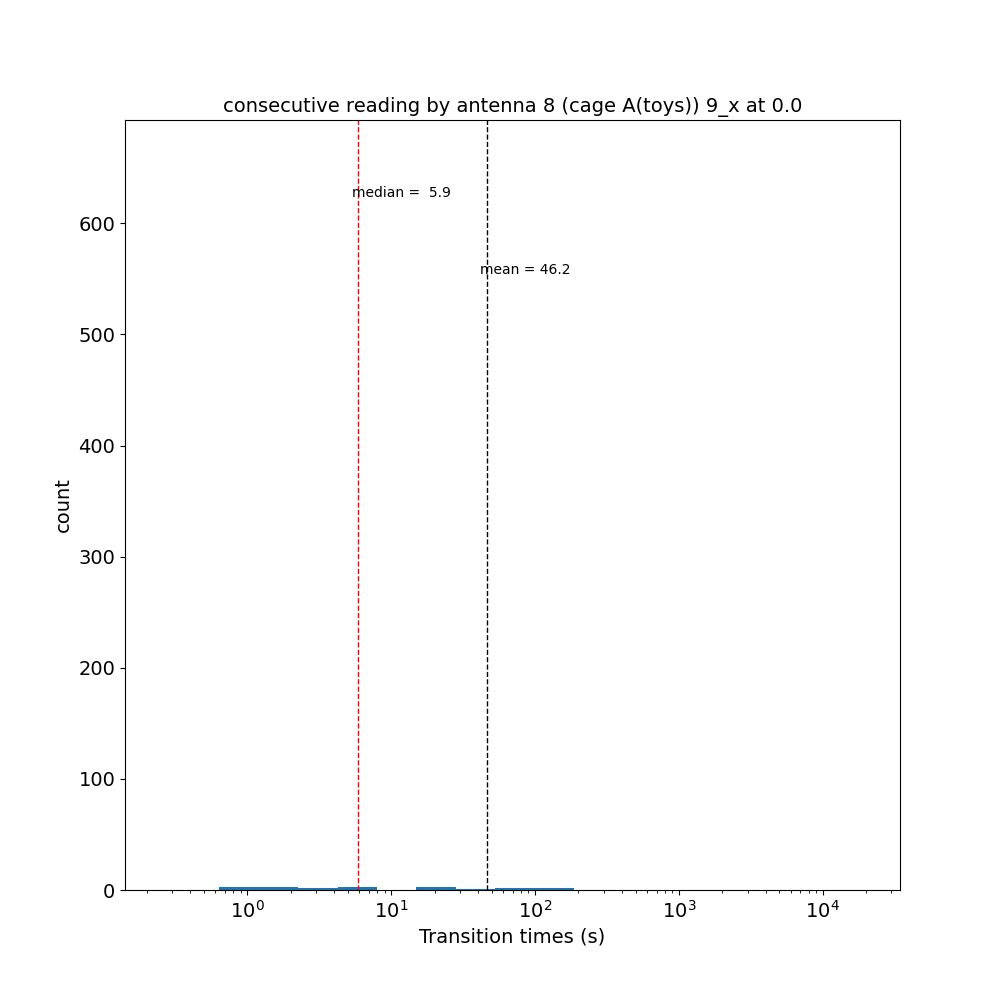 consecutive reading by antenna 8 (cage A(toys)) 9_x at 0.0
median =  5.9
mean = 46.2
600
500
400
300
200
100
0
count
10^0 10^1 10^2 10^3 10^4
Transition times (s)